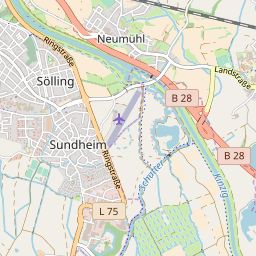 Ringstraße
Neumühl
Landstraße
Sölling
B 28
Sundheim
Ringstraße
Schutter
B 28
Kinzig
L 75